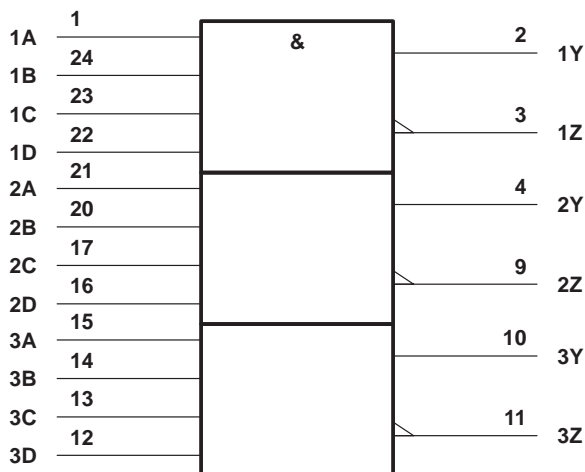 1A 1 & 2 1Y
1B 24
1C 23 3 1Z
1D 22
2A 21 4 2Y
2B 20
2C 17 9 2Z
2D 16
3A 15 10 3Y
3B 14
3C 13 11 3Z
3D 12